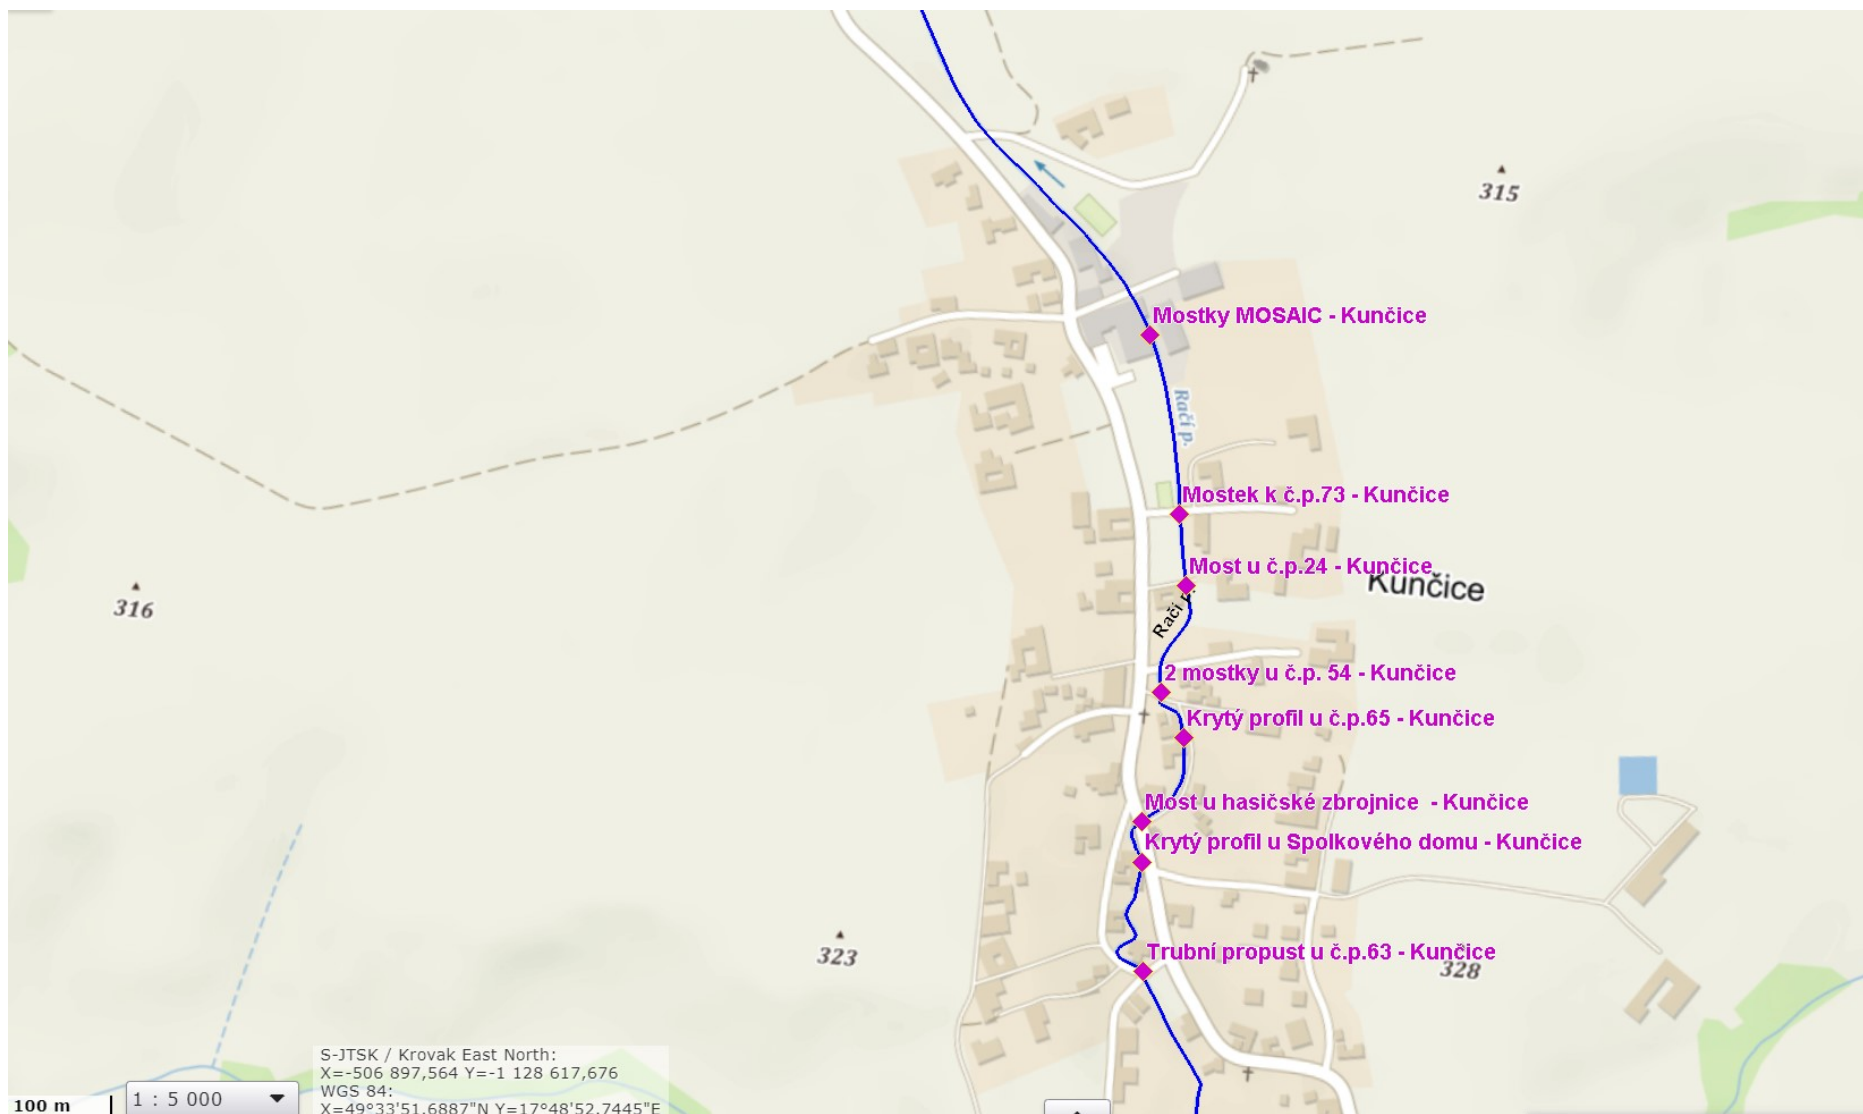 315
Mostky MOSAIC - Kunčice
Račí p.
Mostek k č.p.73 - Kunčice
Most u č.p.24 - Kunčice
Kunčice
316
Račí p.
2 mostky u č.p. 54 - Kunčice
Krytý profil u č.p.65 - Kunčice
Most u hasičské zbrojnice - Kunčice
Krytý profil u Spolkového domu - Kunčice
323
Trubní propust u č.p.63 - Kunčice
328
S-JTSK / Krovak East North:
X=-506 897,564 Y=-1 128 617,676
WGS 84:
X=49°33'51.6887"N Y=17°48'52.7445"E
100 m
1 : 5 000